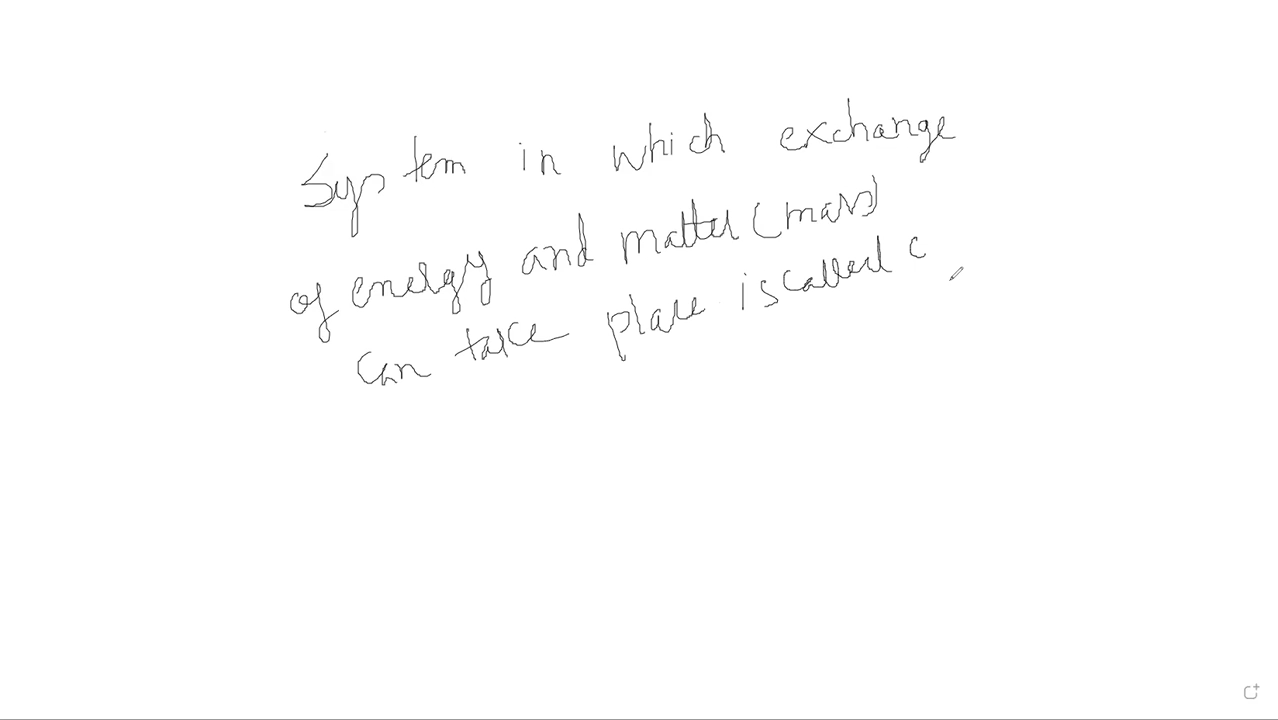 System in which exchange
of energy and matter (mass)
can take place is called c